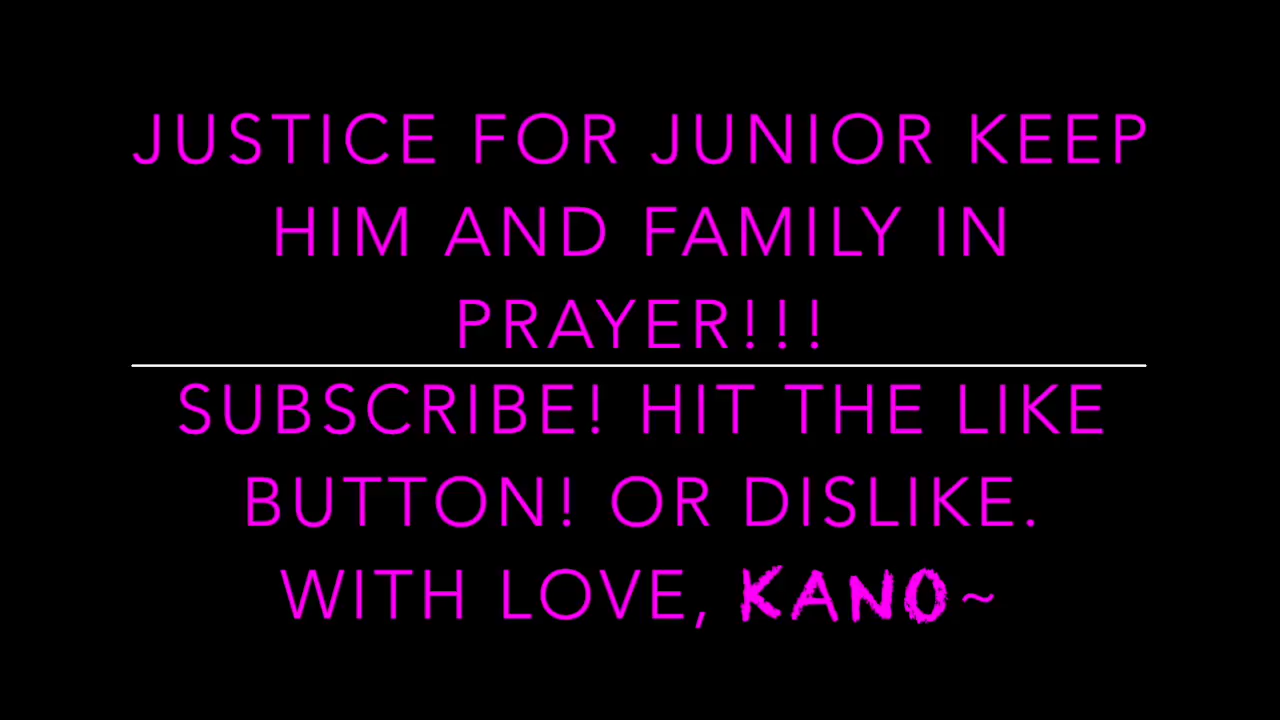 JUSTICE FOR JUNIOR KEEP
HIM AND FAMILY IN
PRAYER!!!
SUBSCRIBE! HIT THE LIKE
BUTTON! OR DISLIKE.
WITH LOVE, KANO~